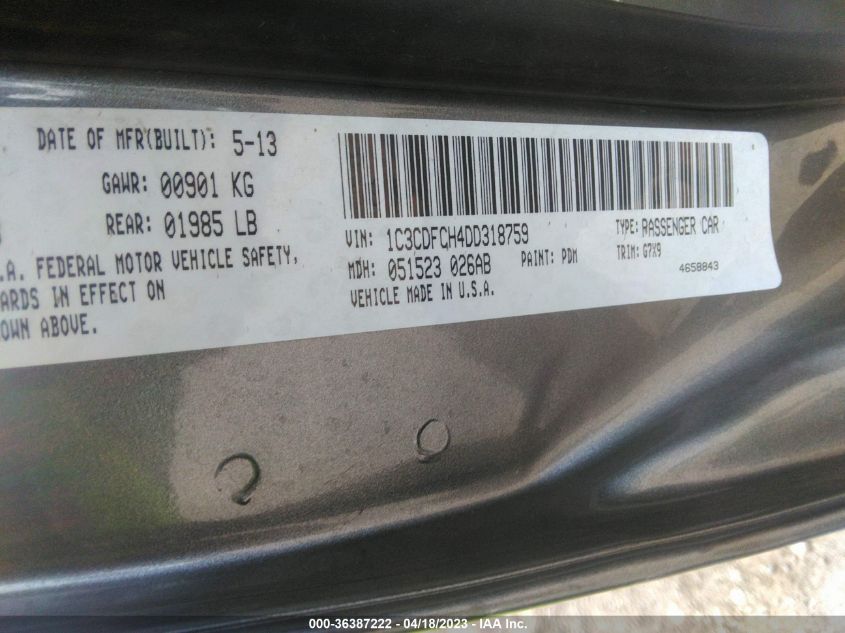 DATE OF MFR(BUILT): 5-13
GAWR: 00901 KG
REAR: 01985 LB
.A. FEDERAL MOTOR VEHICLE SAFETY,
ARDS IN EFFECT ON
OWN ABOVE.
VIN: 1C3CDFCH4DD318759
TYPE: PASSENGER CAR
MDH: 051523 026AB
PAINT: PDM
TRIM: G7X9
VEHICLE MADE IN U.S.A.
4658843
000-36387222 - 04/18/2023 - IAA Inc.